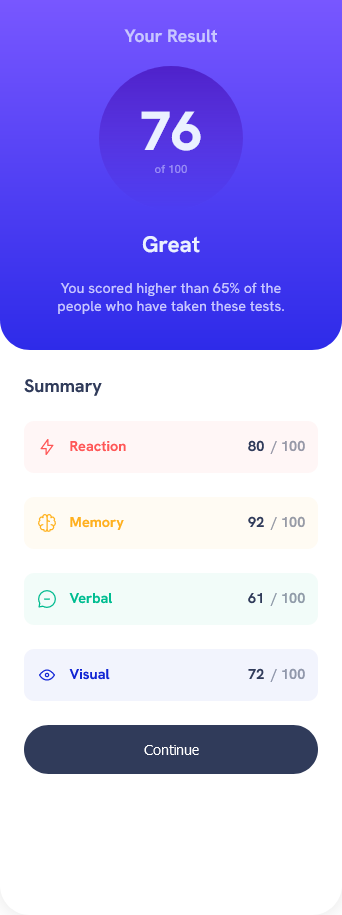 Your Result
76
of 100
Great
You scored higher than 65% of the
people who have taken these tests.
Summary
Reaction 80 / 100
Memory 92 / 100
Verbal 61 / 100
Visual 72 / 100
Continue